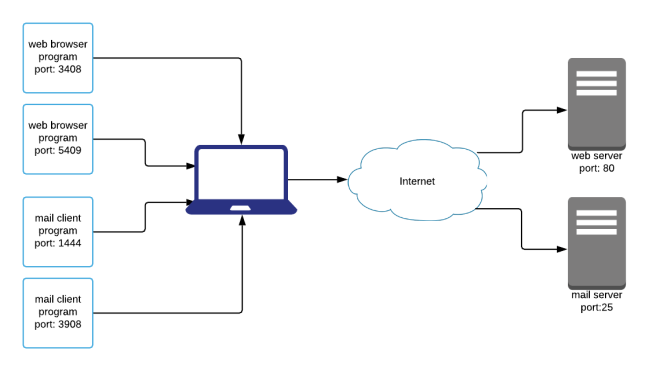 web browser
program
port: 3408
web browser
program
port: 5409
mail client
program
port: 1444
mail client
program
port: 3908
Internet
web server
port: 80
mail server
port:25